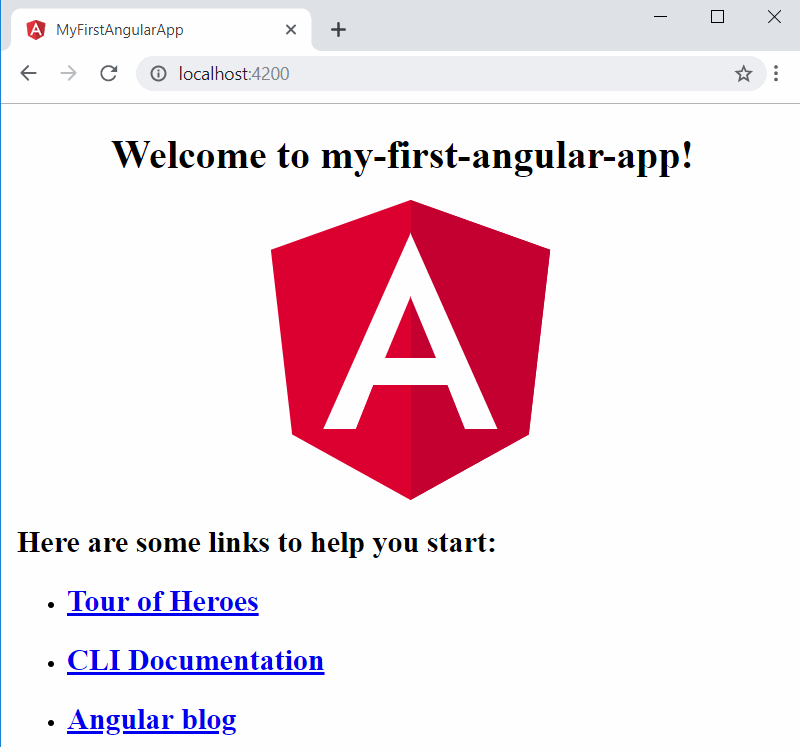 MyFirstAngularApp
localhost:4200
Welcome to my-first-angular-app!
A
Here are some links to help you start:
Tour of Heroes
CLI Documentation
Angular blog